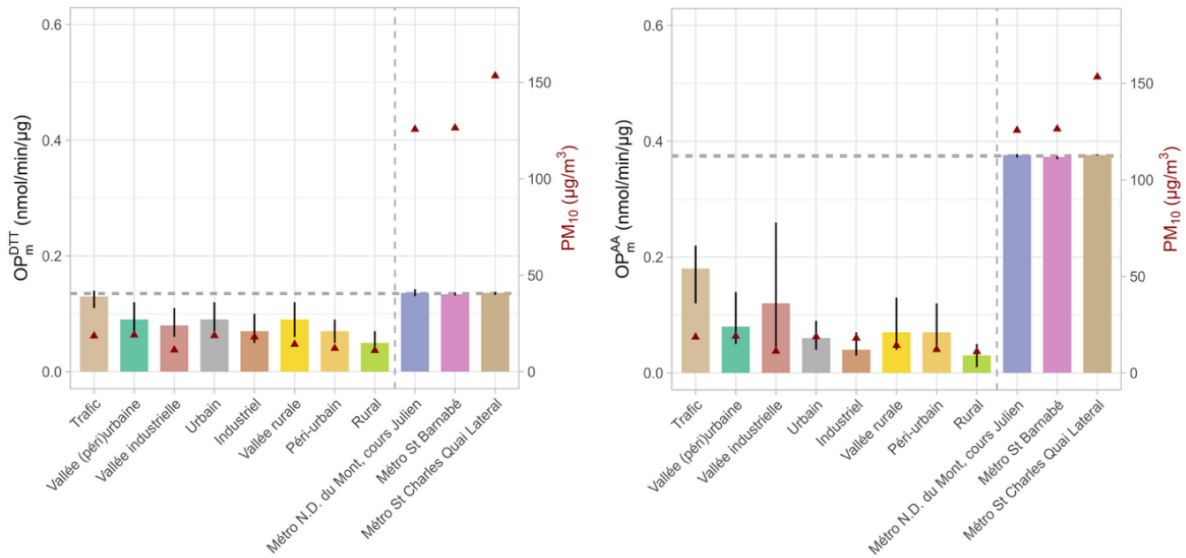 0.6
0.4
0.2
0.0
OP_m^DTT (nmol/min/µg)
150
100
50
0
PM₁₀ (µg/m³)
Trafic
Vallée (péri)urbaine
Vallée industrielle
Urbain
Industriel
Vallée rurale
Péri-urbain
Rural
Métro N.D. du Mont, cours Julien
Métro St Barnabé
Métro St Charles Quai Lateral
0.6
0.4
0.2
0.0
OP_m^AA (nmol/min/µg)
150
100
50
0
PM₁₀ (µg/m³)
Trafic
Vallée (péri)urbaine
Vallée industrielle
Urbain
Industriel
Vallée rurale
Péri-urbain
Rural
Métro N.D. du Mont, cours Julien
Métro St Barnabé
Métro St Charles Quai Lateral